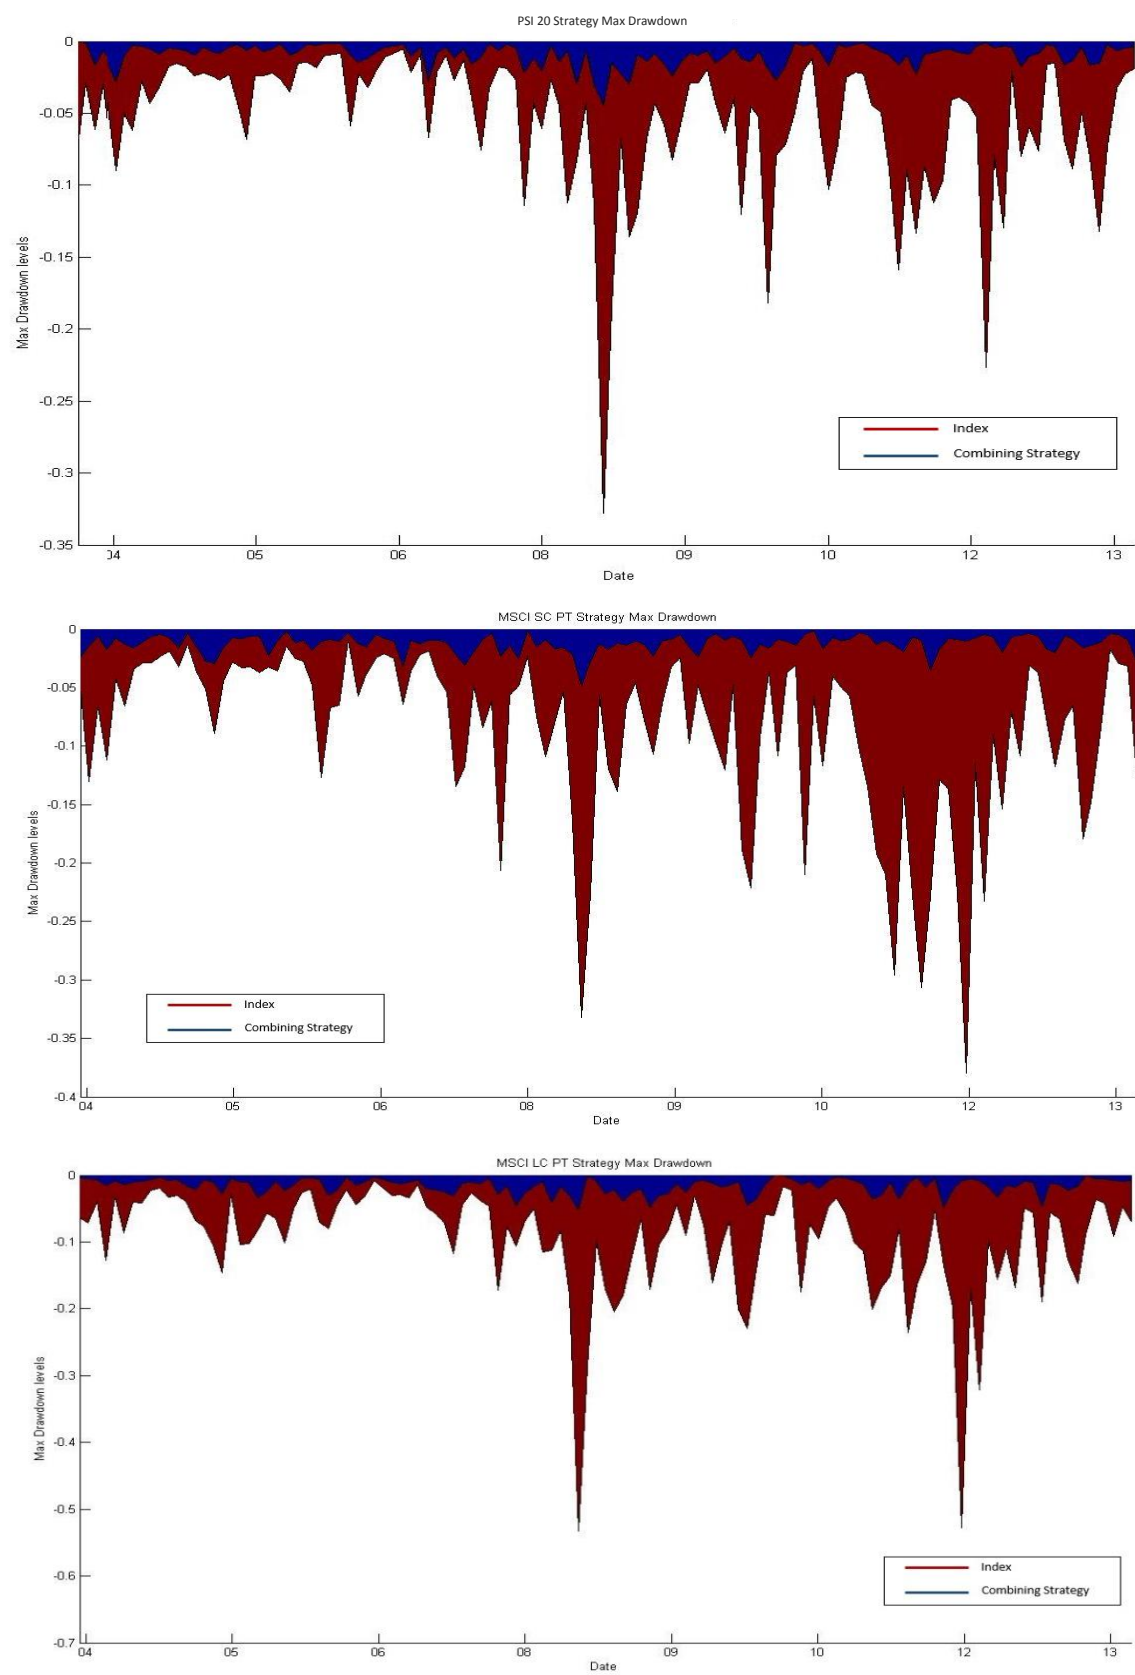 PSI 20 Strategy Max Drawdown
0
-0.05
-0.1
-0.15
-0.2
-0.25
-0.3
-0.35
Max Drawdown levels
Index
Combining Strategy
04 05 06 08 09 10 12 13
Date
MSCI SC PT Strategy Max Drawdown
0
-0.05
-0.1
-0.15
-0.2
-0.25
-0.3
-0.35
-0.4
Max Drawdown levels
Index
Combining Strategy
04 05 06 08 09 10 12 13
Date
MSCI LC PT Strategy Max Drawdown
0
-0.1
-0.2
-0.3
-0.4
-0.5
-0.6
-0.7
Max Drawdown levels
Index
Combining Strategy
04 05 06 08 09 10 12 13
Date